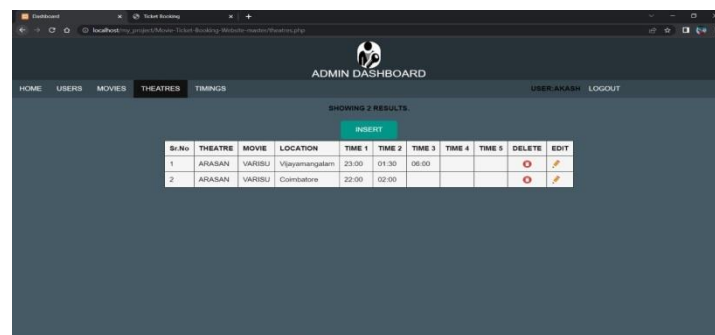 Dashboard Ticket Booking
localhost/my_project/Movie-Ticket-Booking-Website-master/theatres.php
ADMIN DASHBOARD
HOME USERS MOVIES THEATRES TIMINGS USER:AKASH LOGOUT
SHOWING 2 RESULTS.
INSERT
Sr.No THEATRE MOVIE LOCATION TIME 1 TIME 2 TIME 3 TIME 4 TIME 5 DELETE EDIT
1 ARASAN VARISU Vijayamangalam 23:00 01:30 06:00
2 ARASAN VARISU Coimbatore 22:00 02:00